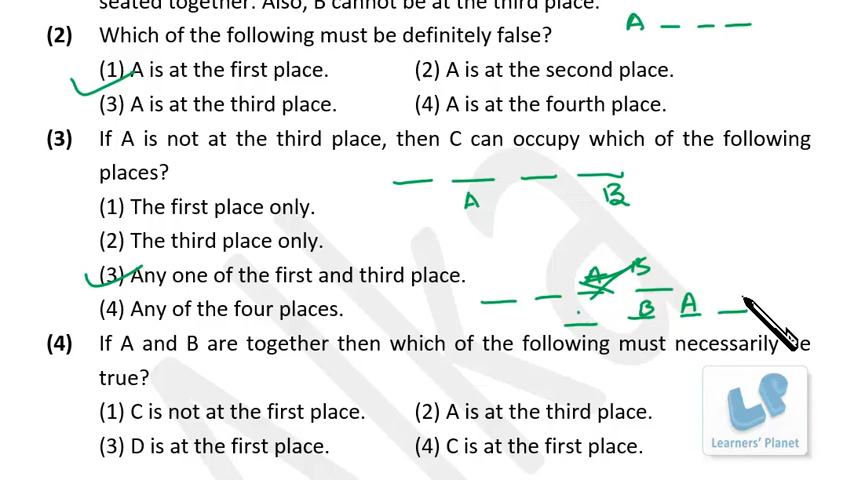 seated together. Also, B cannot be at the third place.
A
(2) Which of the following must be definitely false?
(1) A is at the first place. (2) A is at the second place.
(3) A is at the third place. (4) A is at the fourth place.
(3) If A is not at the third place, then C can occupy which of the following
places?
A B
(1) The first place only.
(2) The third place only.
(3) Any one of the first and third place.
(4) Any of the four places.
B A
(4) If A and B are together then which of the following must necessarily be
true?
(1) C is not at the first place. (2) A is at the third place.
(3) D is at the first place. (4) C is at the first place.
LP
Learners' Planet